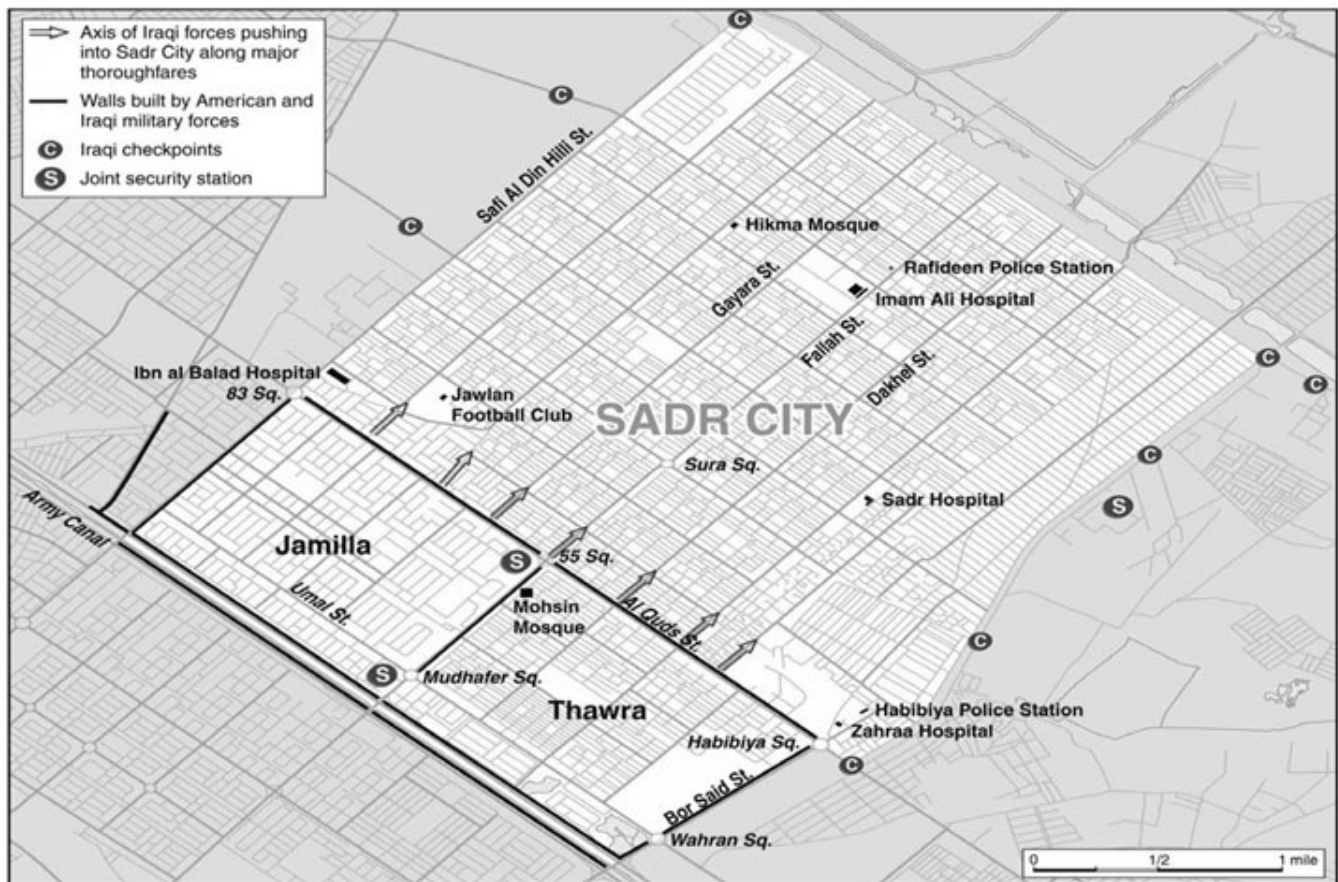 Axis of Iraqi forces pushing
into Sadr City along major
thoroughfares
Walls built by American and
Iraqi military forces
C
Iraqi checkpoints
S
Joint security station
C
C
C
Safi Al Din Hilli St.
Hikma Mosque
Rafideen Police Station
Gayara St.
Imam Ali Hospital
Fallah St.
Dakhel St.
C
C
Ibn al Balad Hospital
83 Sq.
Jawlan
Football Club
SADR CITY
Sura Sq.
C
Sadr Hospital
S
Army Canal
Jamilla
S
55 Sq.
Mohsin
Mosque
Umal St.
Al Quds St.
C
S
Mudhafer Sq.
Thawra
Habibiya Police Station
Zahraa Hospital
Habibiya Sq.
C
Bor Said St.
Wahran Sq.
0
1/2
1 mile